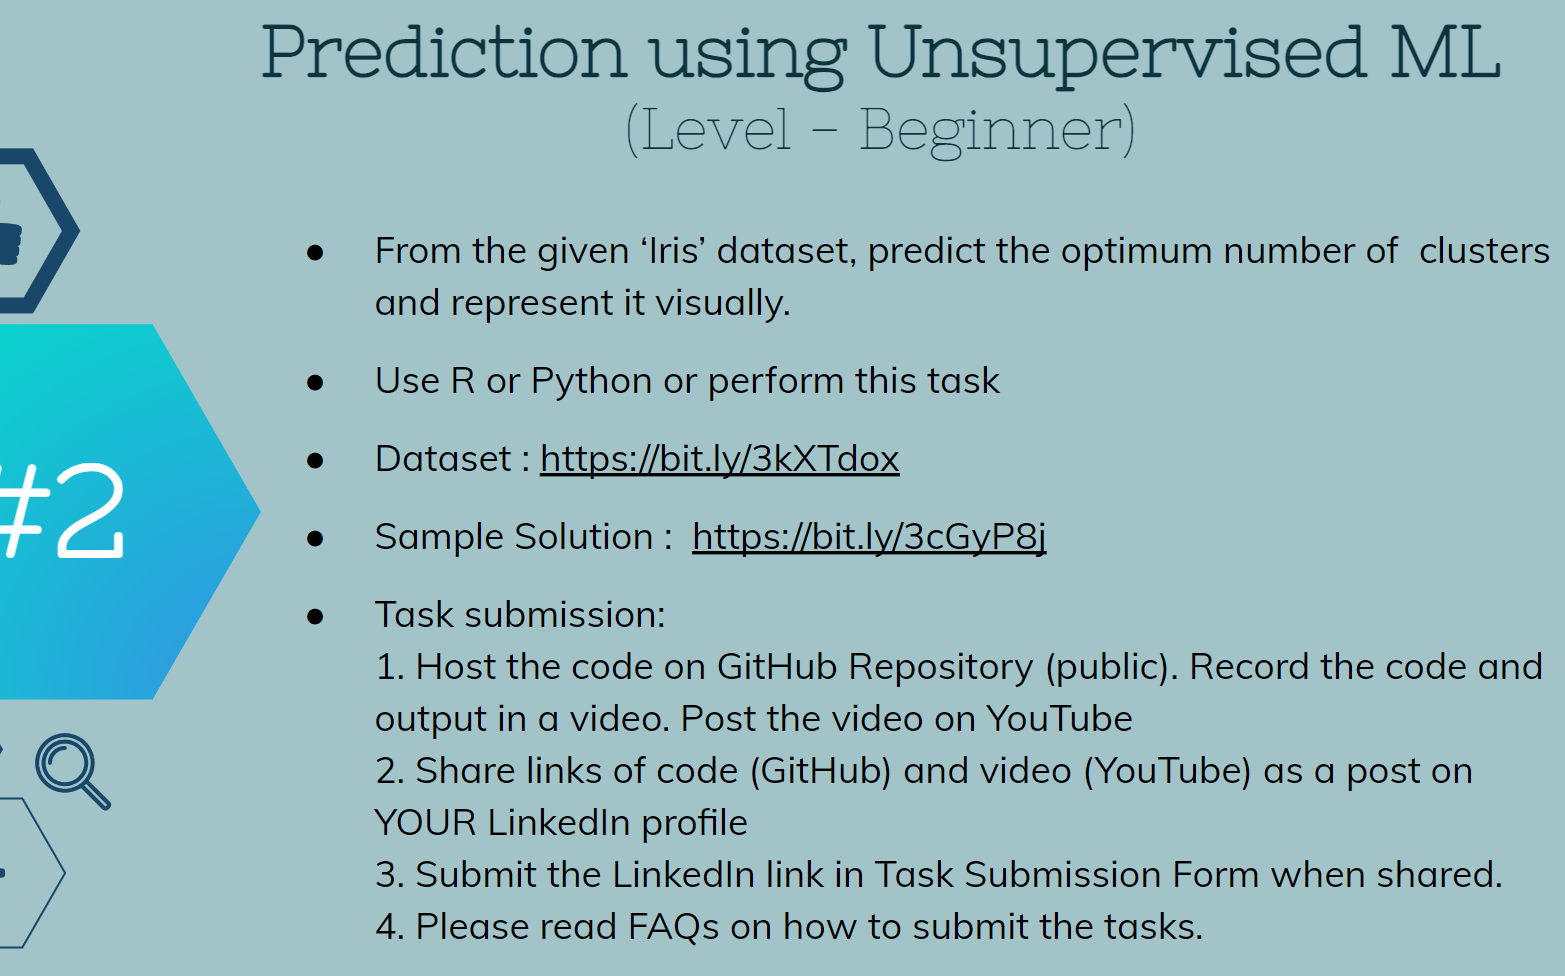 Prediction using Unsupervised ML
(Level - Beginner)
● From the given ‘Iris’ dataset, predict the optimum number of  clusters
and represent it visually.
● Use R or Python or perform this task
● Dataset : https://bit.ly/3kXTdox
● Sample Solution :  https://bit.ly/3cGyP8j
#2
● Task submission:
1. Host the code on GitHub Repository (public). Record the code and
output in a video. Post the video on YouTube
2. Share links of code (GitHub) and video (YouTube) as a post on
YOUR LinkedIn profile
3. Submit the LinkedIn link in Task Submission Form when shared.
4. Please read FAQs on how to submit the tasks.